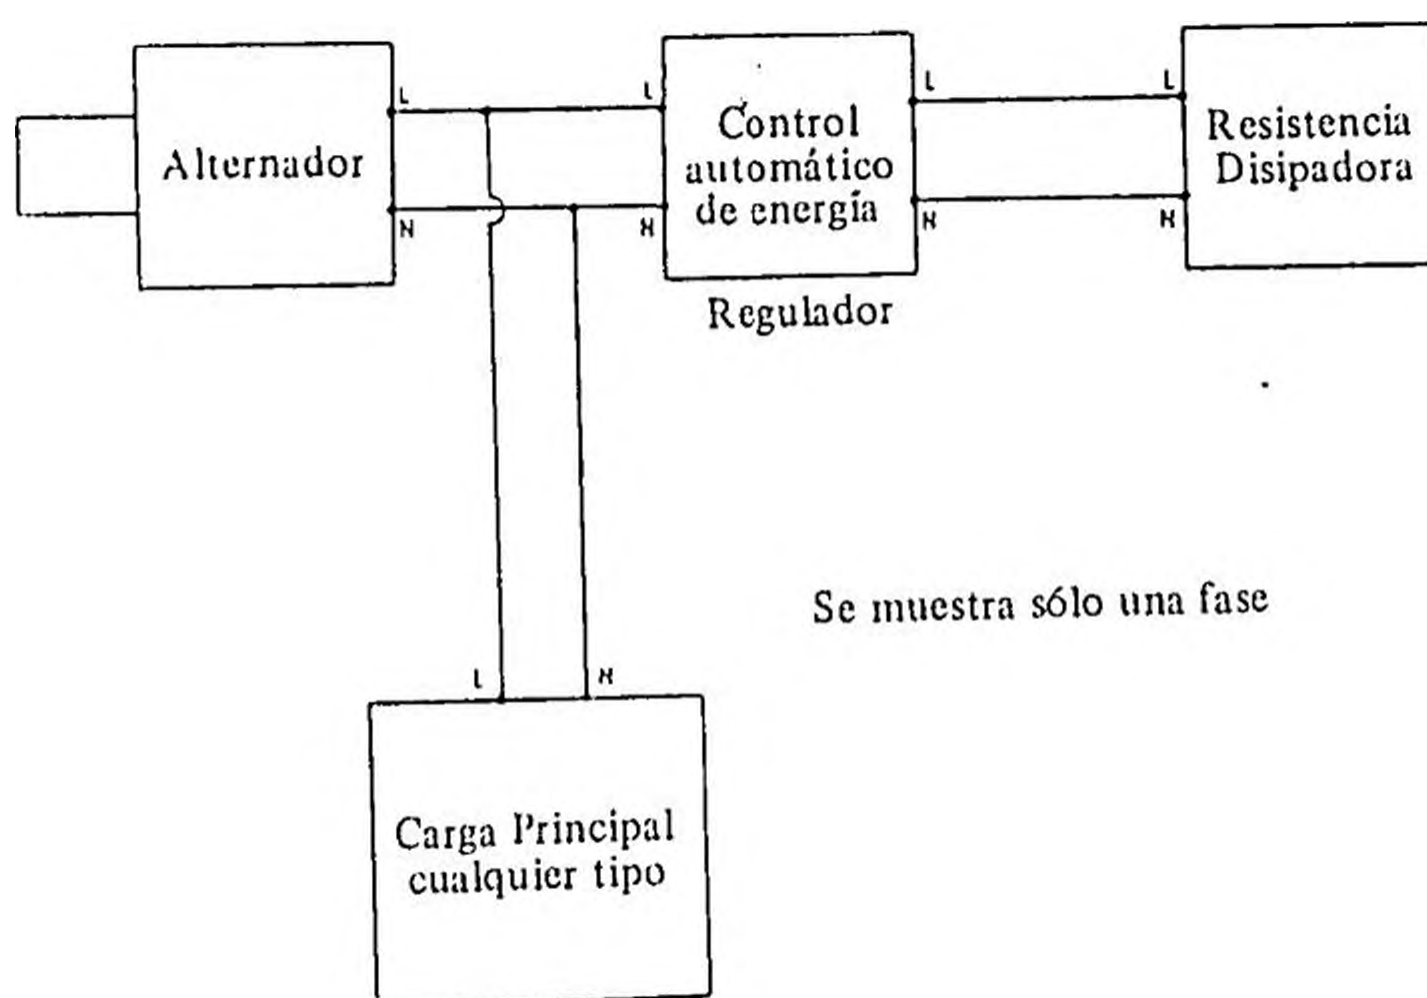 L
L
L
L
Alternador
Control
automático
de energía
Resistencia
Disipadora
N
N
N
N
Regulador
Se muestra sólo una fase
L
N
Carga Principal
cualquier tipo